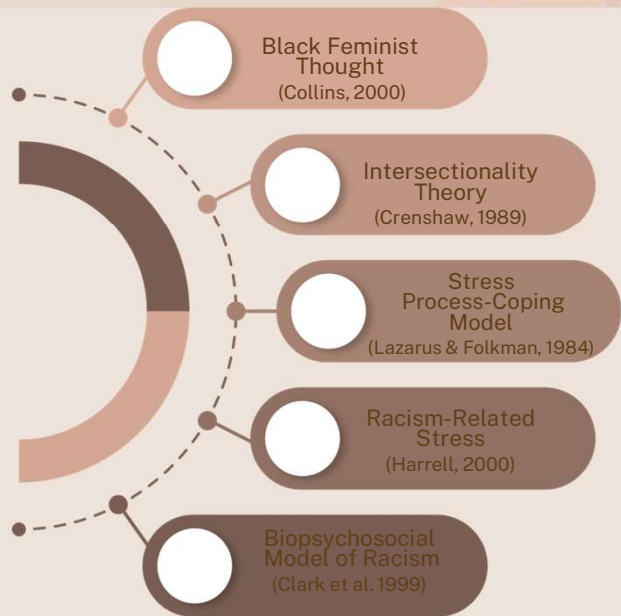 Black Feminist
Thought
(Collins, 2000)
Intersectionality
Theory
(Crenshaw, 1989)
Stress
Process-Coping
Model
(Lazarus & Folkman, 1984)
Racism-Related
Stress
(Harrell, 2000)
Biopsychosocial
Model of Racism
(Clark et al. 1999)